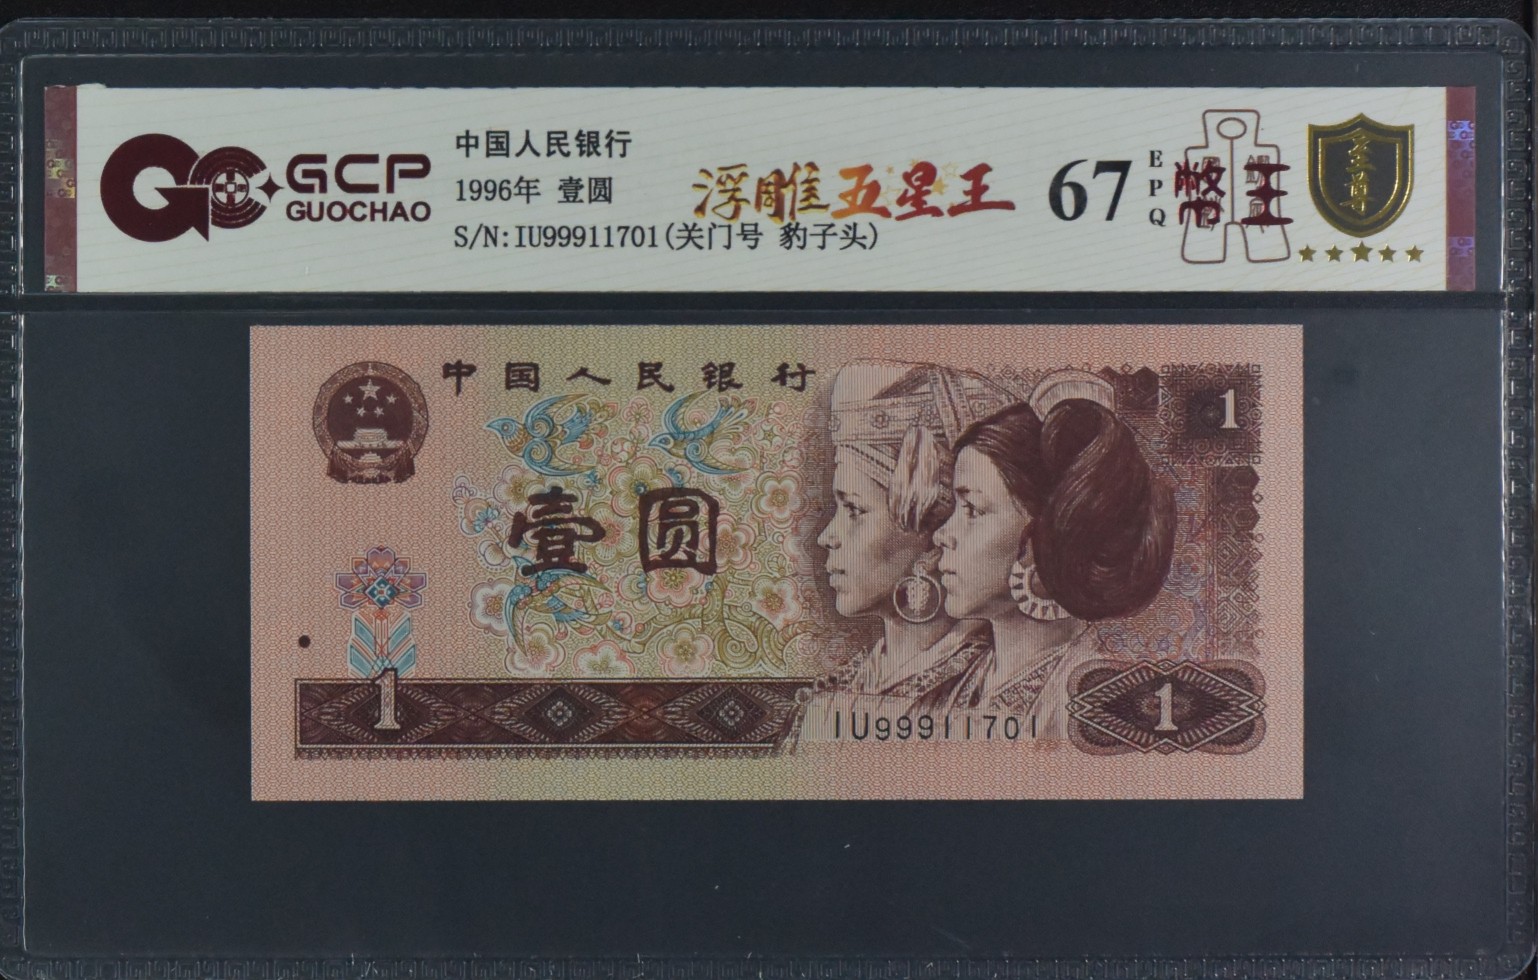 GCP
GUOCHAO
中国人民银行
1996年 壹圆
S/N:IU99911701(关门号 豹子头)
浮雕五星王
67
EPQ
至尊
中国人民银行
1
壹圆
1
IU99911701
1